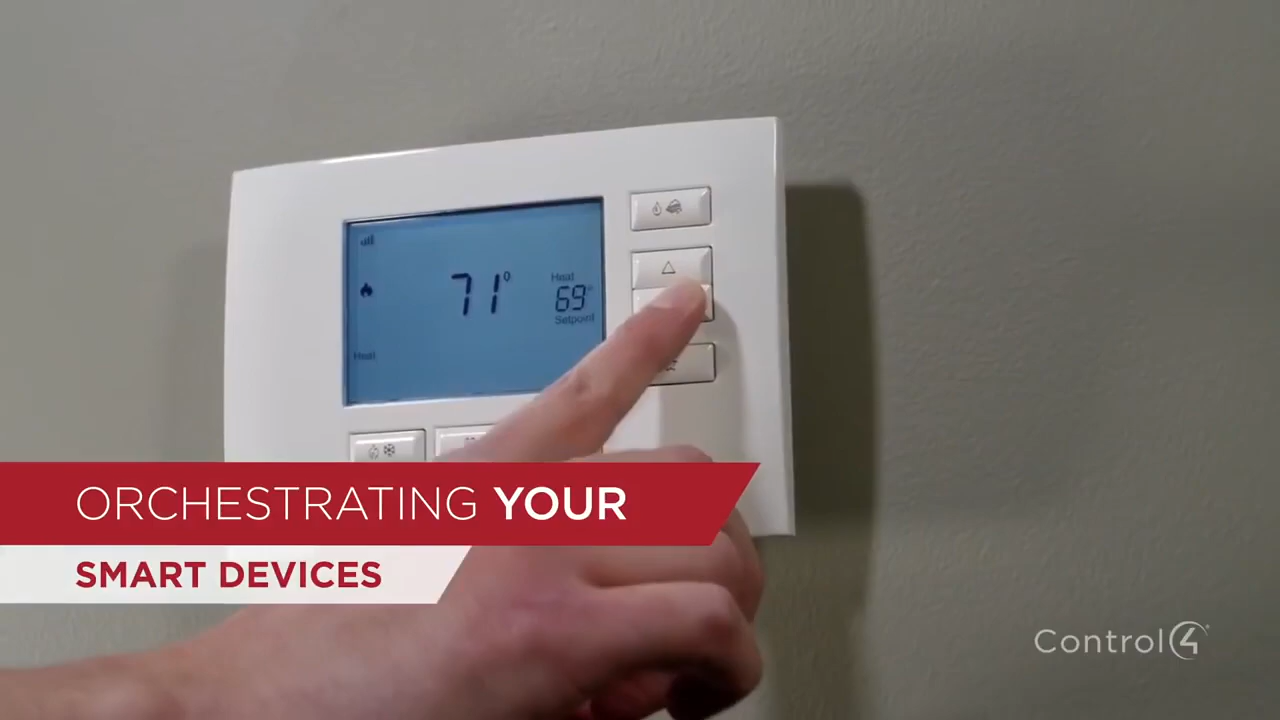 71°
Heat
69°
Setpoint
Heat
ORCHESTRATING YOUR
SMART DEVICES
Control4®